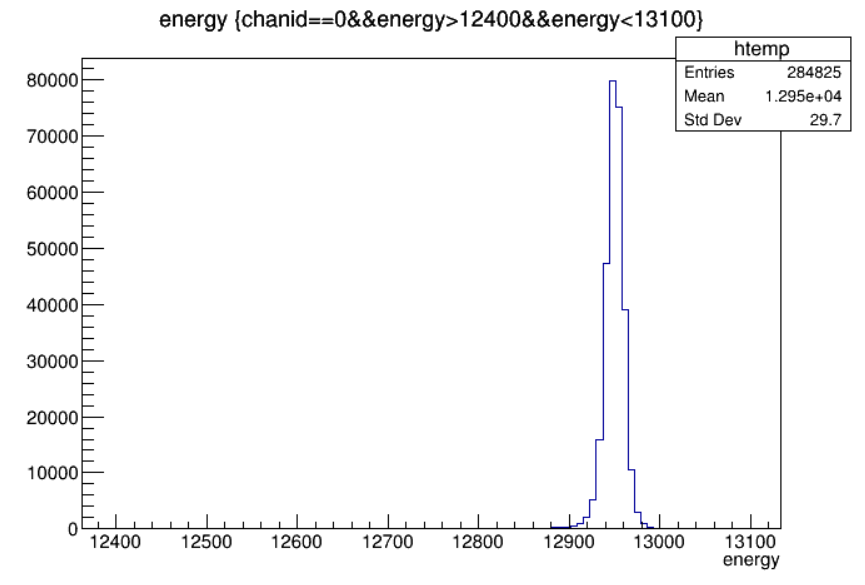 energy {chanid==0&&energy>12400&&energy<13100}
htemp
Entries 284825
Mean 1.295e+04
Std Dev 29.7
80000
70000
60000
50000
40000
30000
20000
10000
0
12400 12500 12600 12700 12800 12900 13000 13100
energy